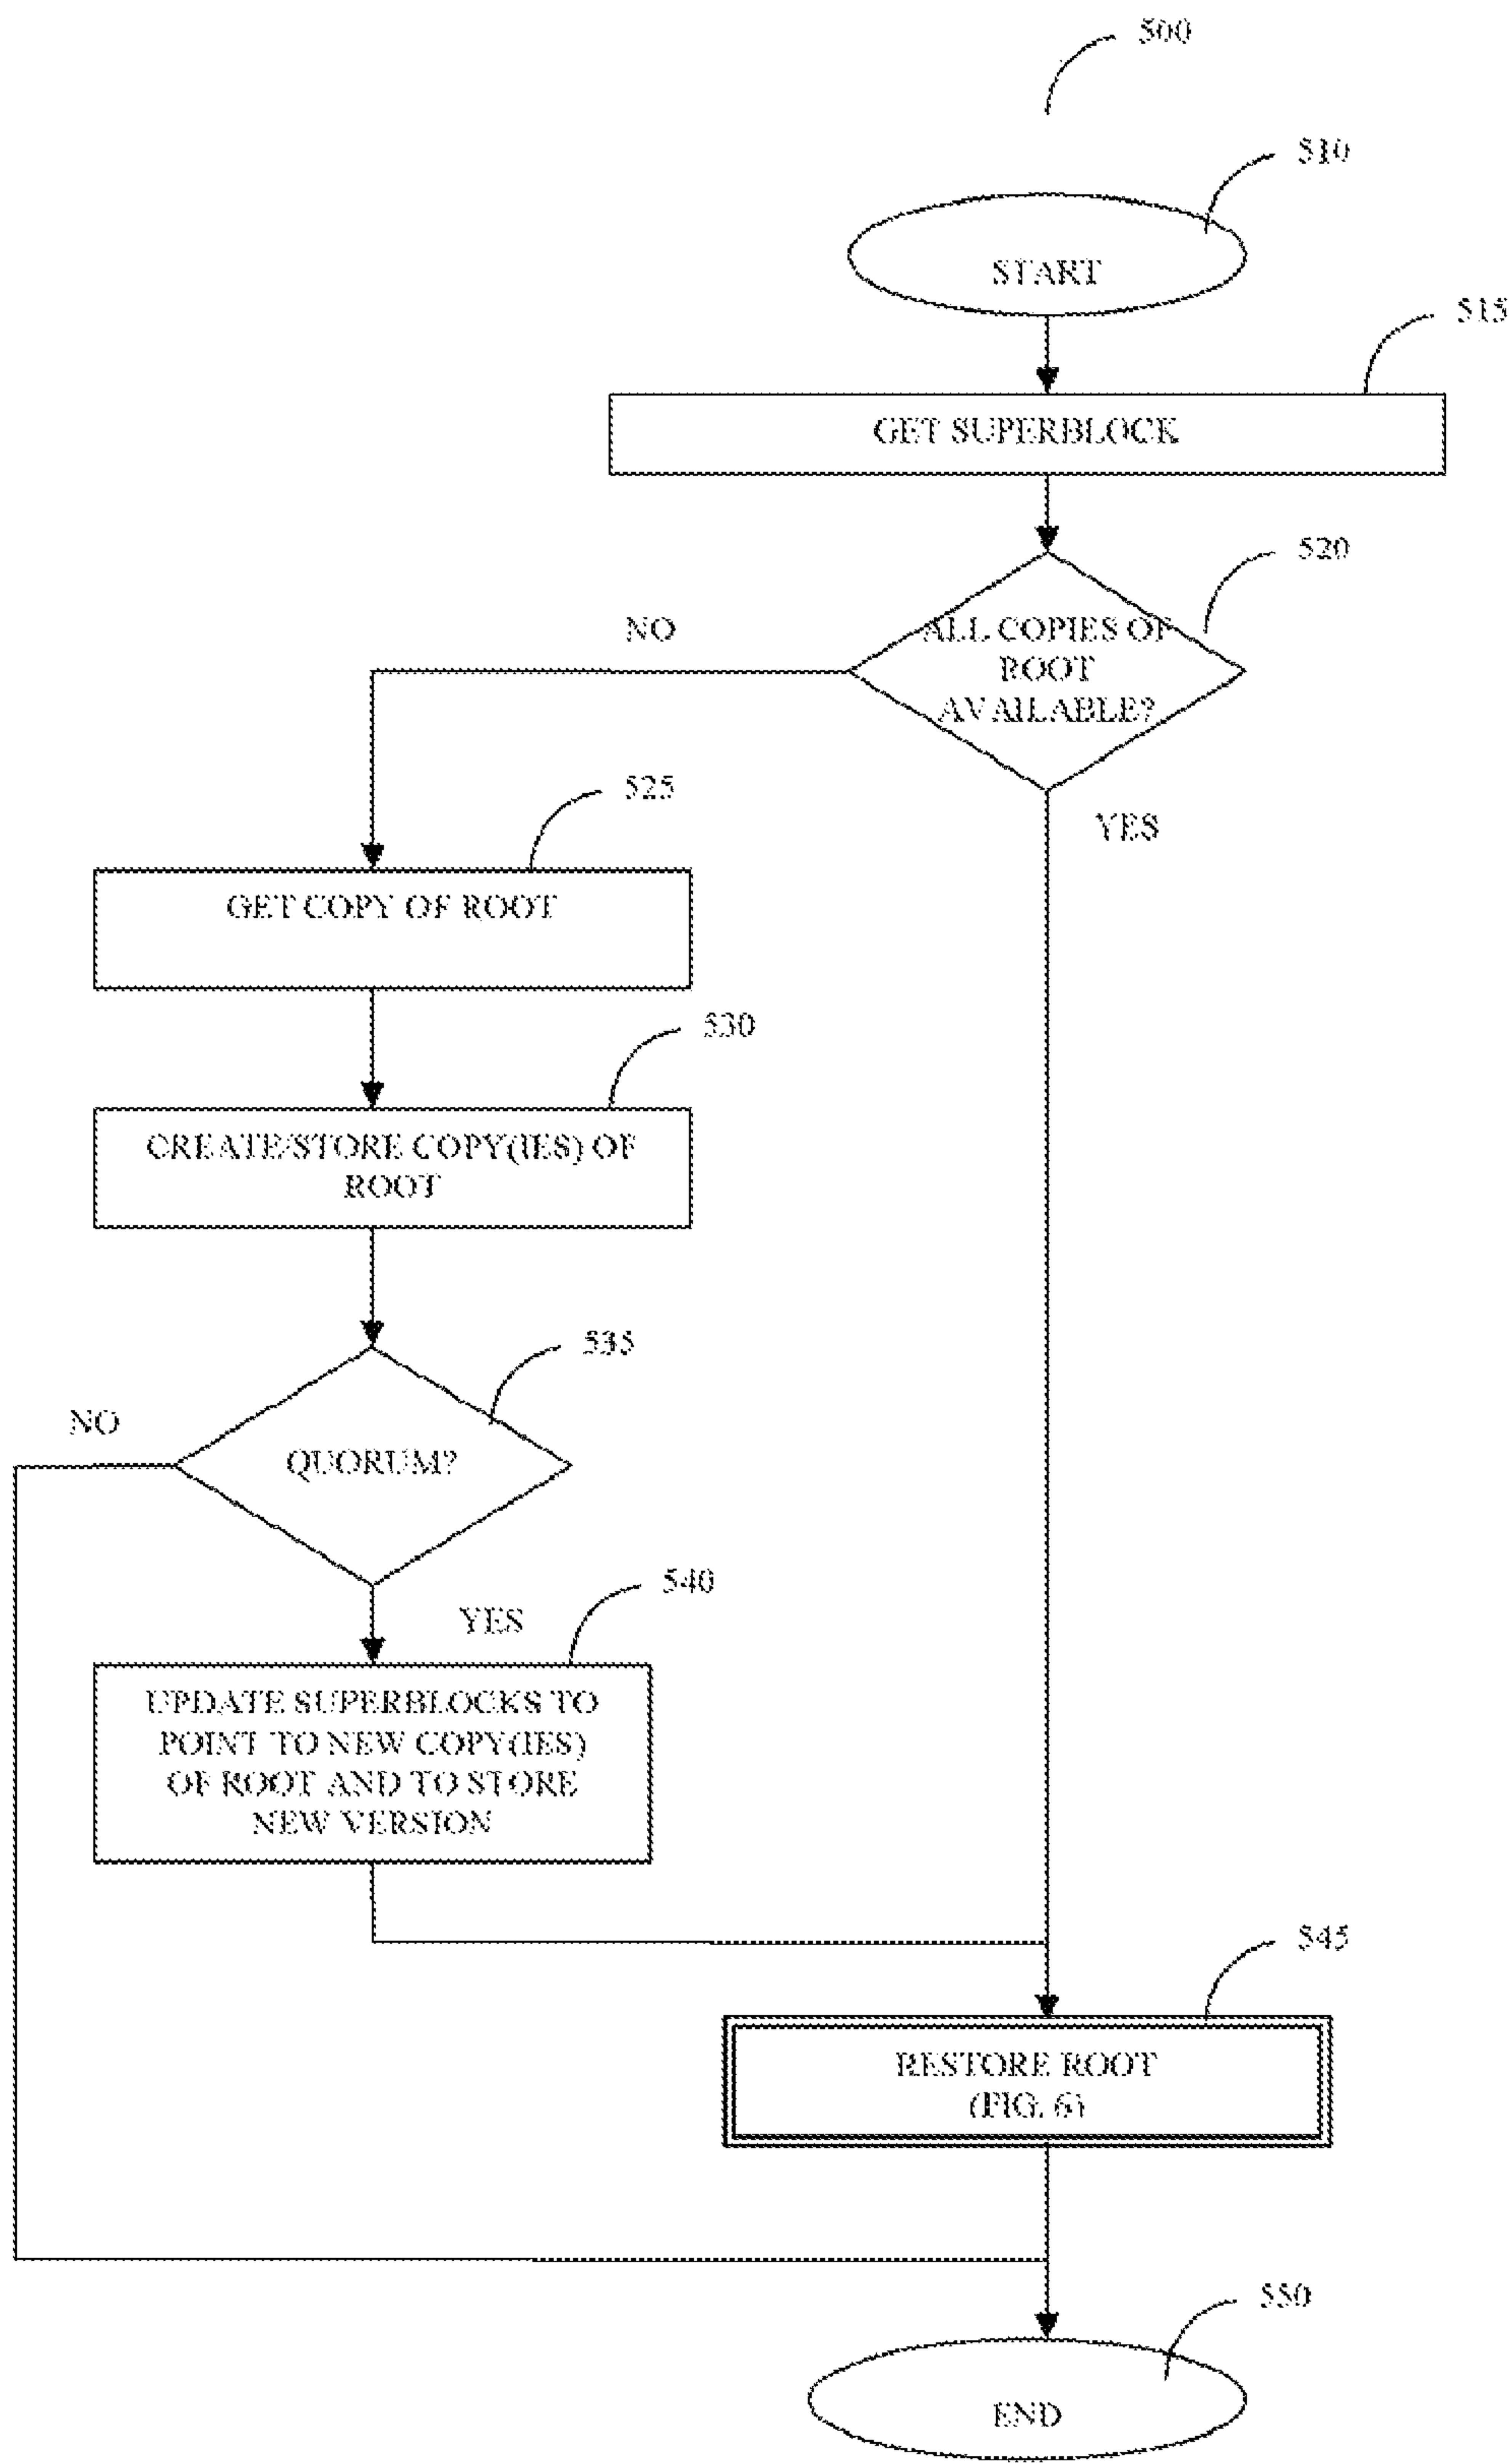 500
510
START
515
GET SUPERBLOCK
520
NO
ALL COPIES OF
ROOT
AVAILABLE?
YES
525
GET COPY OF ROOT
530
CREATE/STORE COPY(IES) OF
ROOT
535
NO
QUORUM?
YES
540
UPDATE SUPERBLOCKS TO
POINT TO NEW COPY(IES)
OF ROOT AND TO STORE
NEW VERSION
545
RESTORE ROOT
(FIG. 6)
550
END